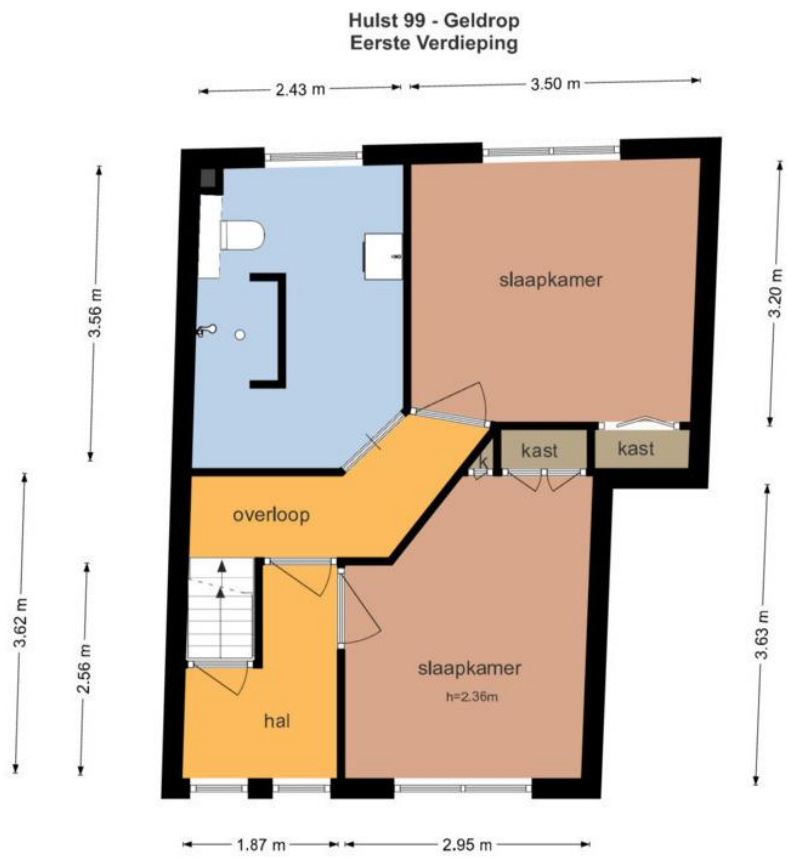 Hulst 99 - Geldrop
Eerste Verdieping
2.43 m
3.50 m
3.56 m
3.20 m
slaapkamer
k
kast
kast
overloop
3.62 m
2.56 m
3.63 m
slaapkamer
h=2.36m
hal
1.87 m
2.95 m